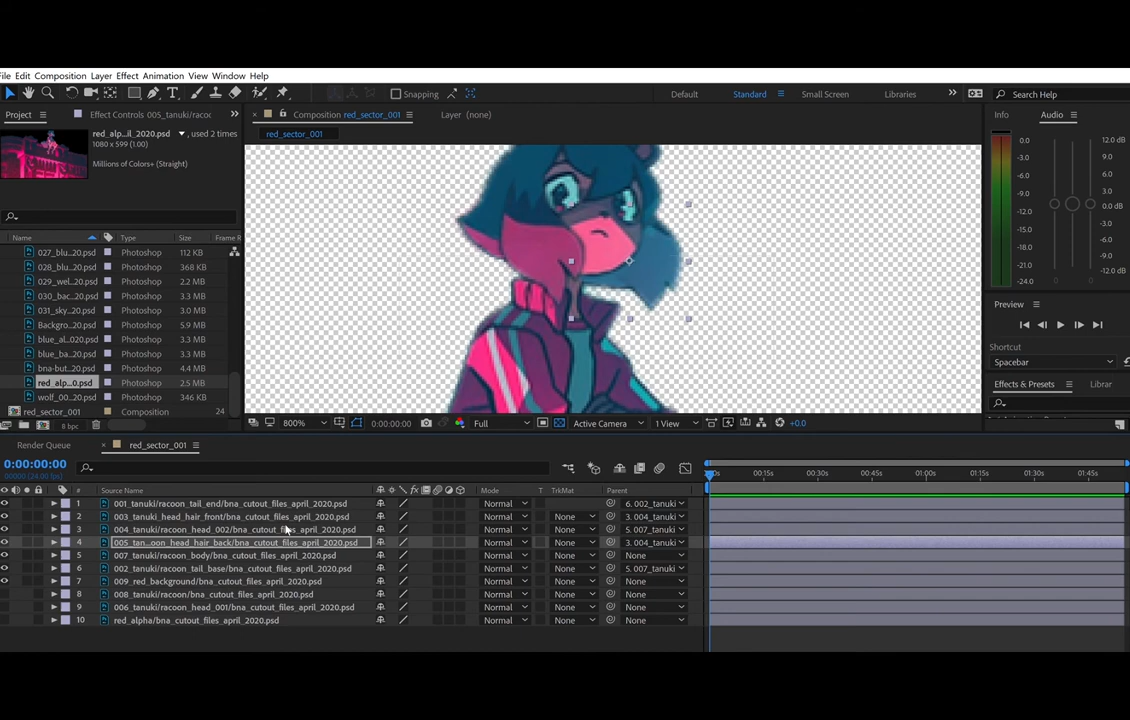 File Edit Composition Layer Effect Animation View Window Help
Snapping
Default
Standard
Small Screen
Libraries
Search Help
Project
Effect Controls 005_tanuki/racoc
Composition red_sector_001
Layer (none)
Info
Audio
red_alp...il_2020.psd , used 2 times
1080 x 599 (1.00)
Millions of Colors+ (Straight)
red_sector_001
0.0
-3.0
-6.0
-9.0
-12.0
-15.0
-18.0
-21.0
-24.0
12.0 dB
9.0
6.0
3.0
0.0 dB
-3.0
-6.0
-9.0
-12.0 dB
Name Type Size Frame R
027_blu...20.psd Photoshop 112 KB
028_blu...20.psd Photoshop 368 KB
029_wel...20.psd Photoshop 2.2 MB
030_bac...20.psd Photoshop 3.3 MB
031_sky...20.psd Photoshop 3.0 MB
Backgro...20.psd Photoshop 5.9 MB
blue_al...020.psd Photoshop 3.3 MB
blue_ba...20.psd Photoshop 3.3 MB
bna-but...20.psd Photoshop 4.4 MB
red_alp...0.psd Photoshop 2.5 MB
wolf_00...20.psd Photoshop 346 KB
red_sector_001 Composition 24
8 bpc
Preview
Shortcut
Spacebar
Effects & Presets
Librar
800%
0:00:00:00
Full
Active Camera
1 View
+0.0
Render Queue
red_sector_001
0:00:00:00
00000 (24.00 fps)
00s 00:15s 00:30s 00:45s 01:00s 01:15s 01:30s 01:45s
# Source Name Mode T TrkMat Parent
1 001_tanuki/racoon_tail_end/bna_cutout_files_april_2020.psd Normal 6. 002_tanuki
2 003_tanuki_head_hair_front/bna_cutout_files_april_2020.psd Normal None 3. 004_tanuki
3 004_tanuki/racoon_head_002/bna_cutout_files_april_2020.psd Normal None 5. 007_tanuki
4 005_tan...oon_head_hair_back/bna_cutout_files_april_2020.psd Normal None 3. 004_tanuki
5 007_tanuki/racoon_body/bna_cutout_files_april_2020.psd Normal None None
6 002_tanuki/racoon_tail_base/bna_cutout_files_april_2020.psd Normal None 5. 007_tanuki
7 009_red_background/bna_cutout_files_april_2020.psd Normal None None
8 008_tanuki/racoon/bna_cutout_files_april_2020.psd Normal None None
9 006_tanuki/racoon_head_001/bna_cutout_files_april_2020.psd Normal None None
10 red_alpha/bna_cutout_files_april_2020.psd Normal None None